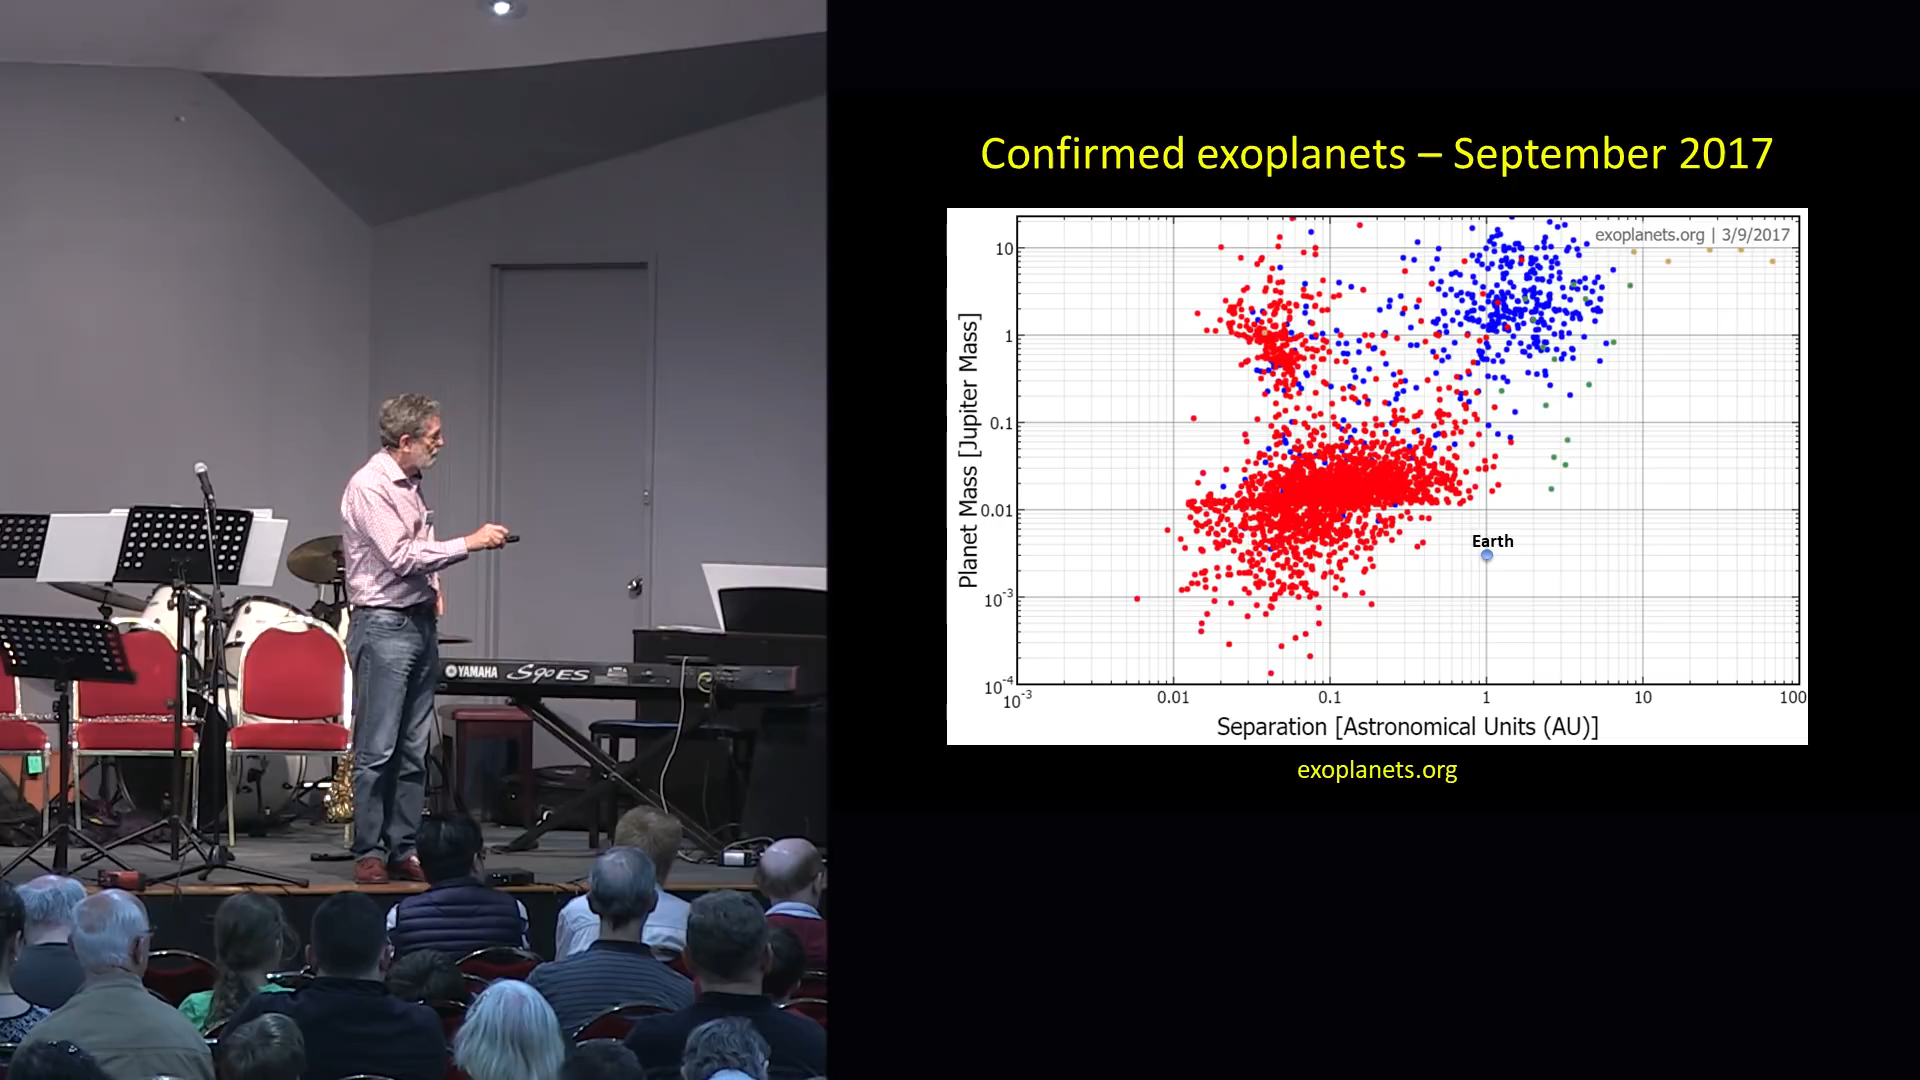 Confirmed exoplanets – September 2017
exoplanets.org | 3/9/2017
Planet Mass [Jupiter Mass]
10
1
0.1
0.01
10-3
10-4
Earth
10-3
0.01
0.1
1
10
100
Separation [Astronomical Units (AU)]
exoplanets.org
YAMAHA S90 ES